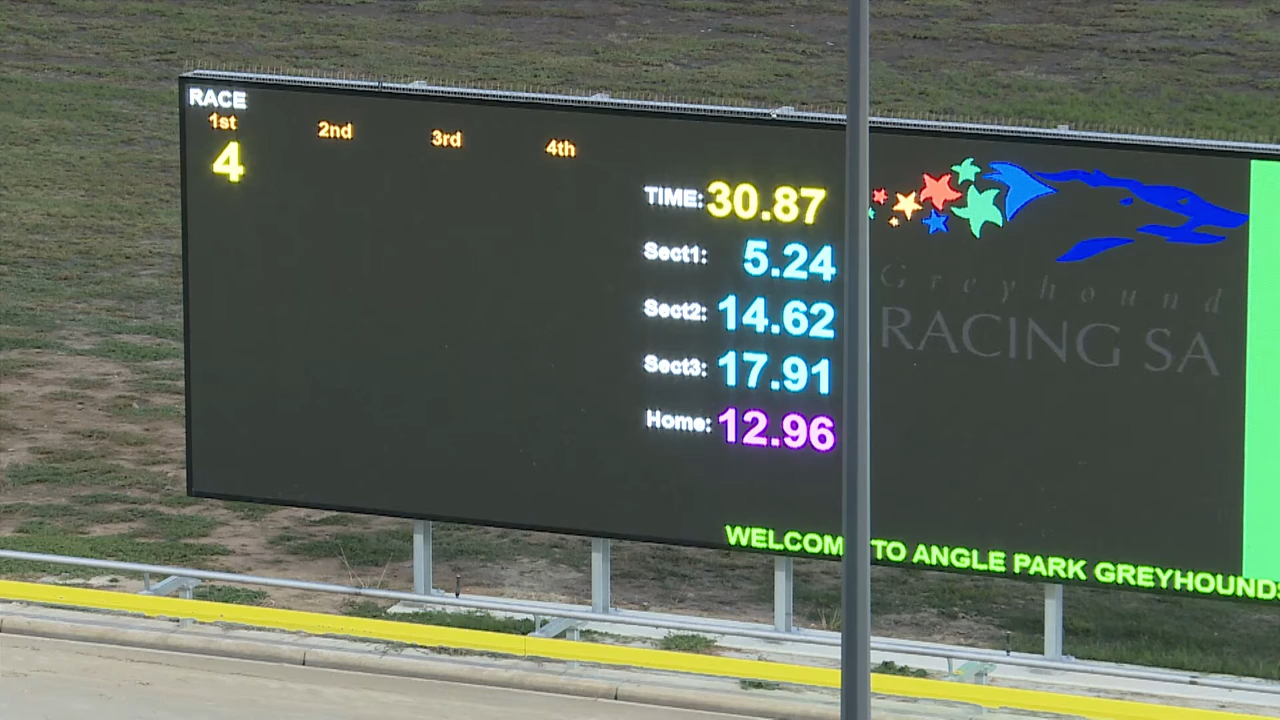 RACE
1st 2nd 3rd 4th
4
TIME: 30.87
Sect1: 5.24
Sect2: 14.62
Sect3: 17.91
Home: 12.96
Greyhound
RACING SA
WELCOME TO ANGLE PARK GREYHOUNDS